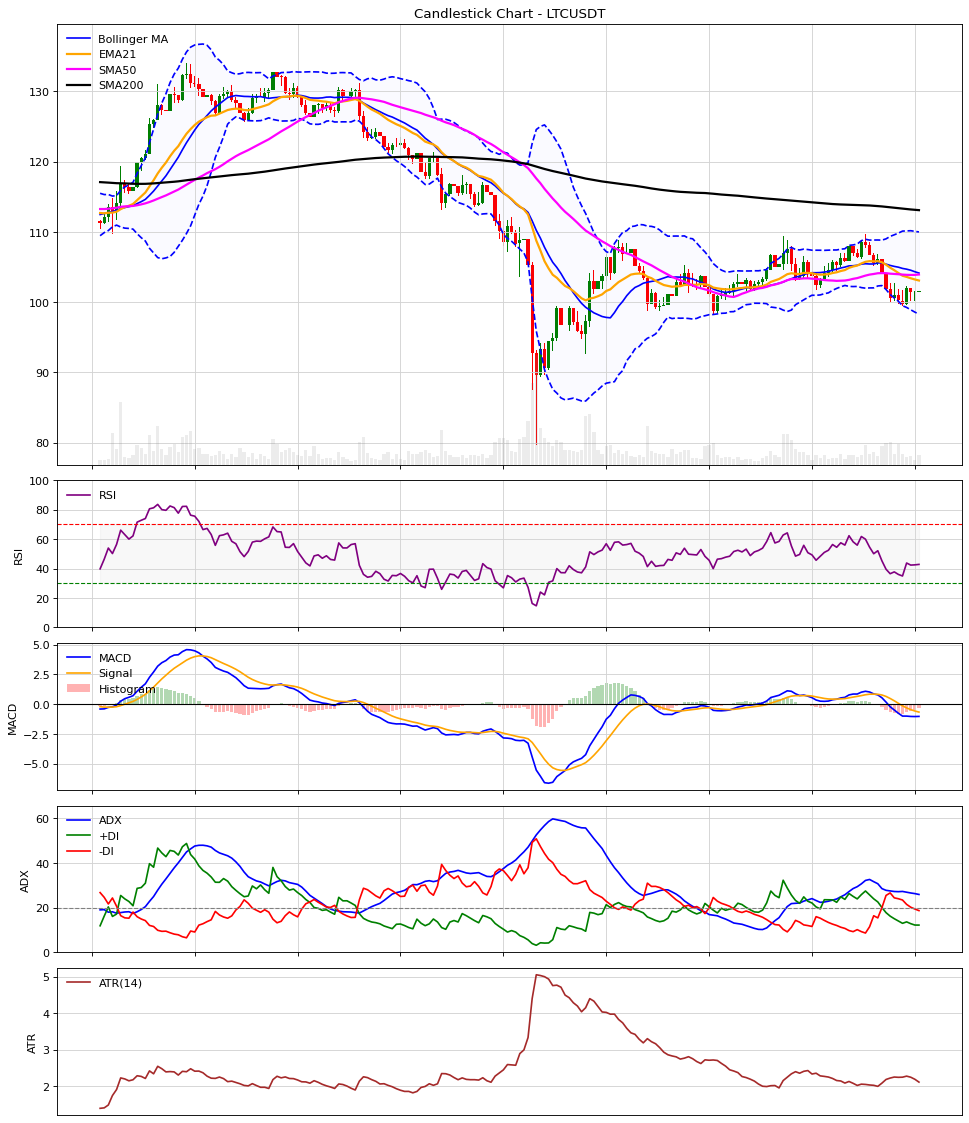 Candlestick Chart - LTCUSDT
Bollinger MA
EMA21
SMA50
SMA200
130
120
110
100
90
80
RSI
100
80
60
40
20
0
RSI
MACD
Signal
Histogram
5.0
2.5
0.0
−2.5
−5.0
MACD
ADX
+DI
-DI
60
40
20
0
ADX
ATR(14)
5
4
3
2
ATR